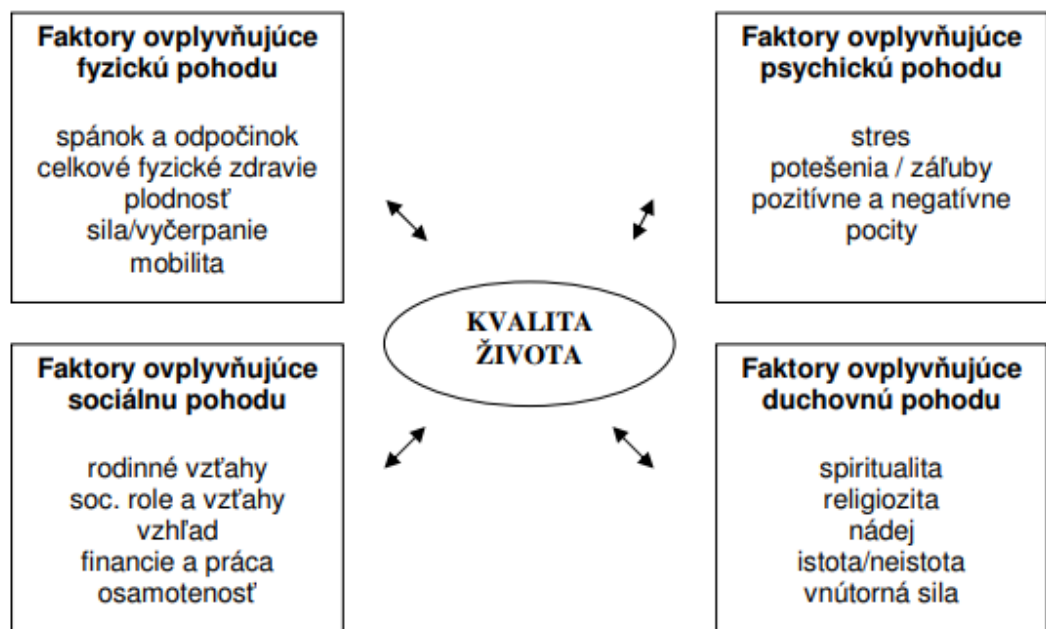 Faktory ovplyvňujúce
fyzickú pohodu
spánok a odpočinok
celkové fyzické zdravie
plodnosť
sila/vyčerpanie
mobilita
Faktory ovplyvňujúce
psychickú pohodu
stres
potešenia / záľuby
pozitívne a negatívne
pocity
KVALITA
ŽIVOTA
Faktory ovplyvňujúce
sociálnu pohodu
rodinné vzťahy
soc. role a vzťahy
vzhľad
financie a práca
osamotenosť
Faktory ovplyvňujúce
duchovnú pohodu
spiritualita
religiozita
nádej
istota/neistota
vnútorná sila